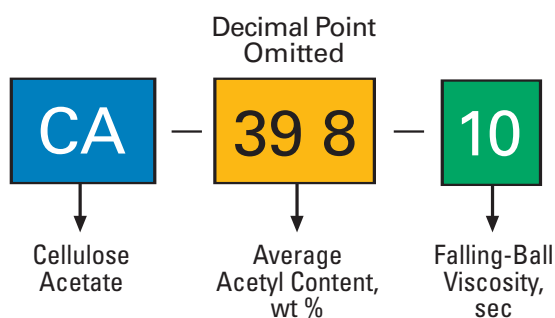 Decimal Point
Omitted
CA — 39 8 — 10
Cellulose
Acetate
Average
Acetyl Content,
wt %
Falling-Ball
Viscosity,
sec